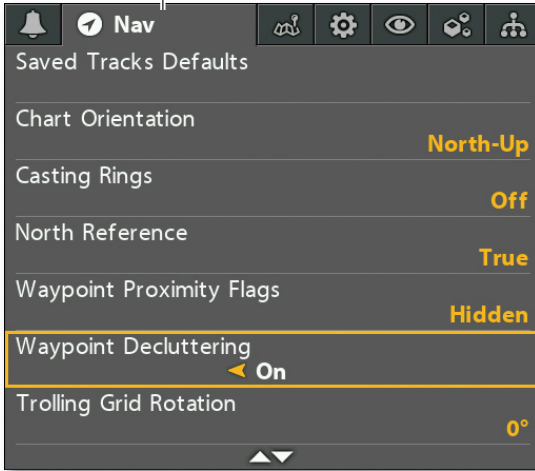 Nav
Saved Tracks Defaults
Chart Orientation
North-Up
Casting Rings
Off
North Reference
True
Waypoint Proximity Flags
Hidden
Waypoint Decluttering
On
Trolling Grid Rotation
0°